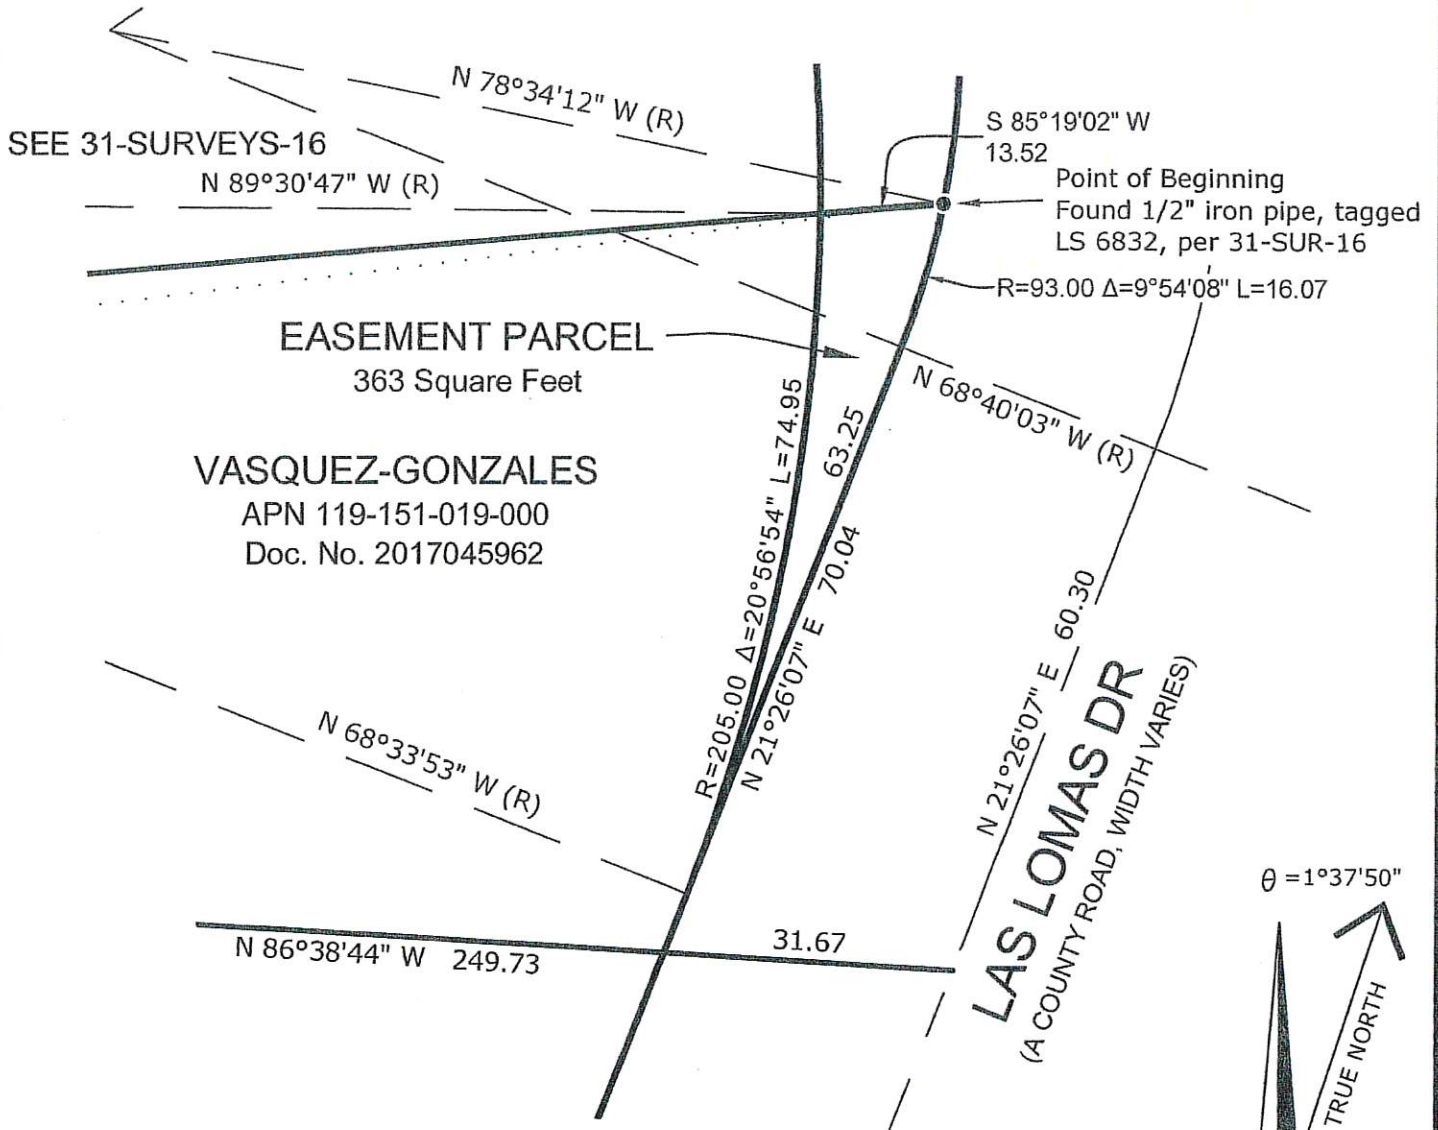 N 78°34'12" W (R)
SEE 31-SURVEYS-16
N 89°30'47" W (R)
S 85°19'02" W
13.52
Point of Beginning
Found 1/2" iron pipe, tagged
LS 6832, per 31-SUR-16
R=93.00 Δ=9°54'08" L=16.07
EASEMENT PARCEL
363 Square Feet
N 68°40'03" W (R)
VASQUEZ-GONZALES
APN 119-151-019-000
Doc. No. 2017045962
R=205.00 Δ=20°56'54" L=74.95
63.25
N 21°26'07" E 70.04
N 21°26'07" E 60.30
N 68°33'53" W (R)
LAS LOMAS DR
(A COUNTY ROAD, WIDTH VARIES)
N 86°38'44" W 249.73
31.67
θ =1°37'50"
TRUE NORTH